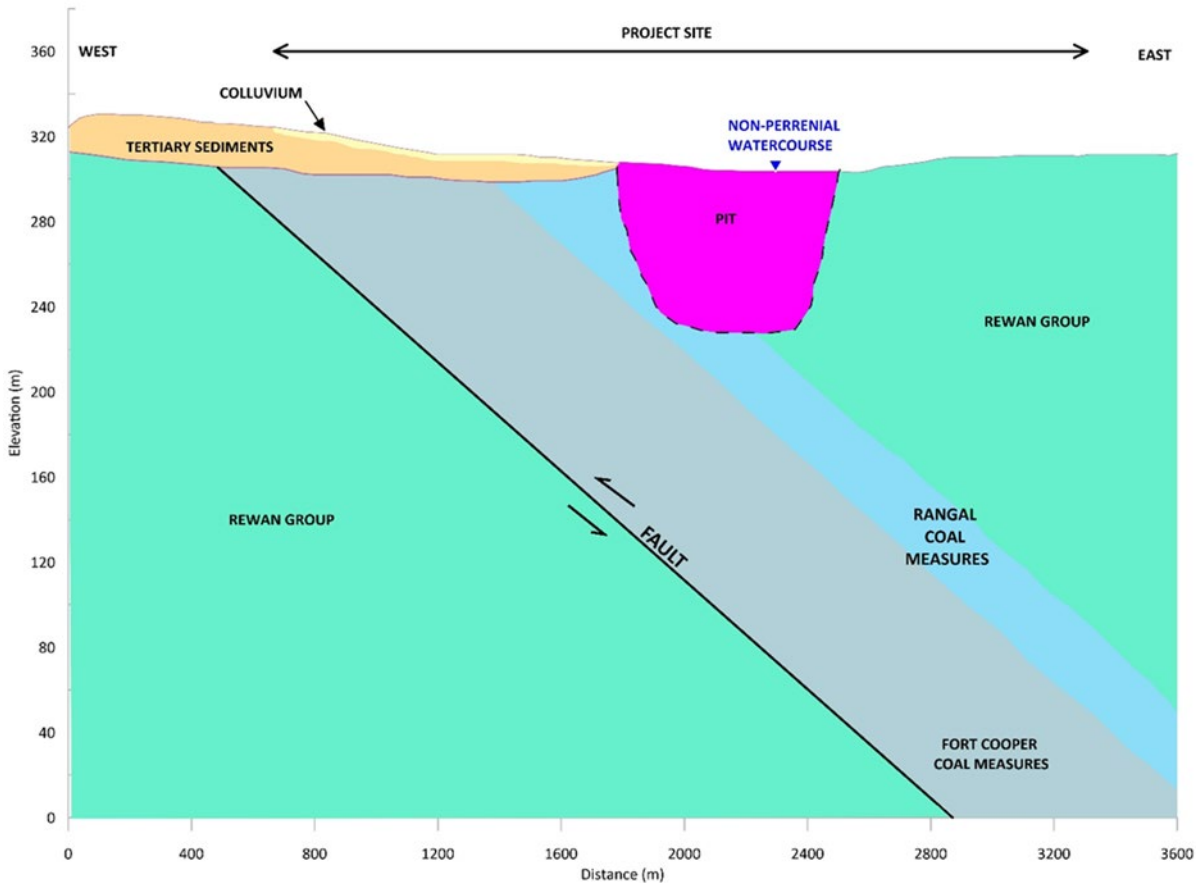 PROJECT SITE
360
WEST
EAST
COLLUVIUM
320
TERTIARY SEDIMENTS
NON-PERRENIAL
WATERCOURSE
280
PIT
240
REWAN GROUP
200
Elevation (m)
160
REWAN GROUP
FAULT
RANGAL
COAL
MEASURES
120
80
40
FORT COOPER
COAL MEASURES
0
0
400
800
1200
1600
2000
2400
2800
3200
3600
Distance (m)